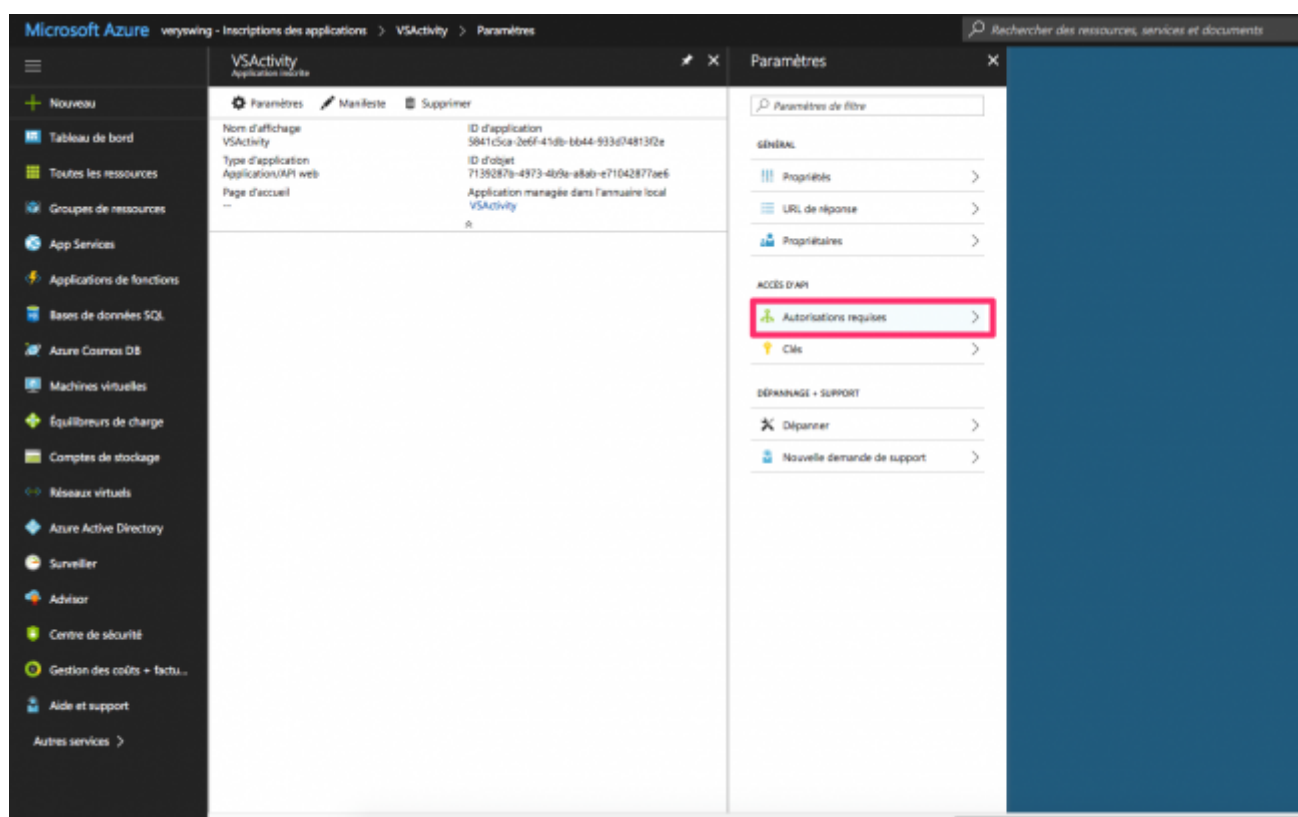 Microsoft Azure veryswing - Inscriptions des applications > VSActivity > Paramètres
Rechercher des ressources, services et documents
VSActivity
Application inscrite
Paramètres
Nouveau
Tableau de bord
Toutes les ressources
Groupes de ressources
App Services
Applications de fonctions
Bases de données SQL
Azure Cosmos DB
Machines virtuelles
Équilibreurs de charge
Comptes de stockage
Réseaux virtuels
Azure Active Directory
Surveiller
Advisor
Centre de sécurité
Gestion des coûts + factu...
Aide et support
Autres services >
Paramètres Manifeste Supprimer
Nom d'affichage
VSActivity
Type d'application
Application/API web
Page d'accueil
--
ID d'application
5841c5ca-2e6f-41db-bb44-933d74813f2e
ID d'objet
7139287b-4973-4b9a-a8ab-e71042877ae6
Application managée dans l'annuaire local
VSActivity
Paramètres de filtre
GÉNÉRAL
Propriétés
URL de réponse
Propriétaires
ACCÈS D'API
Autorisations requises
Clés
DÉPANNAGE + SUPPORT
Dépanner
Nouvelle demande de support